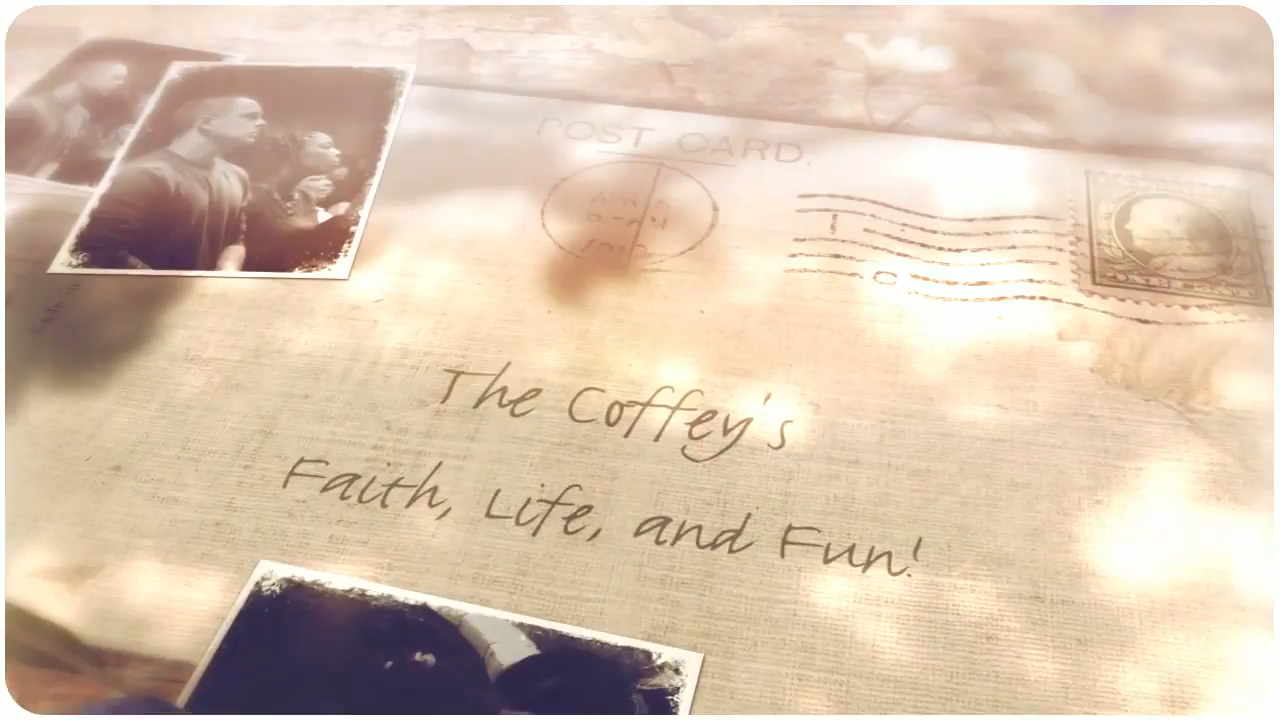 POST CARD.
The Coffey's
Faith, Life, and Fun!